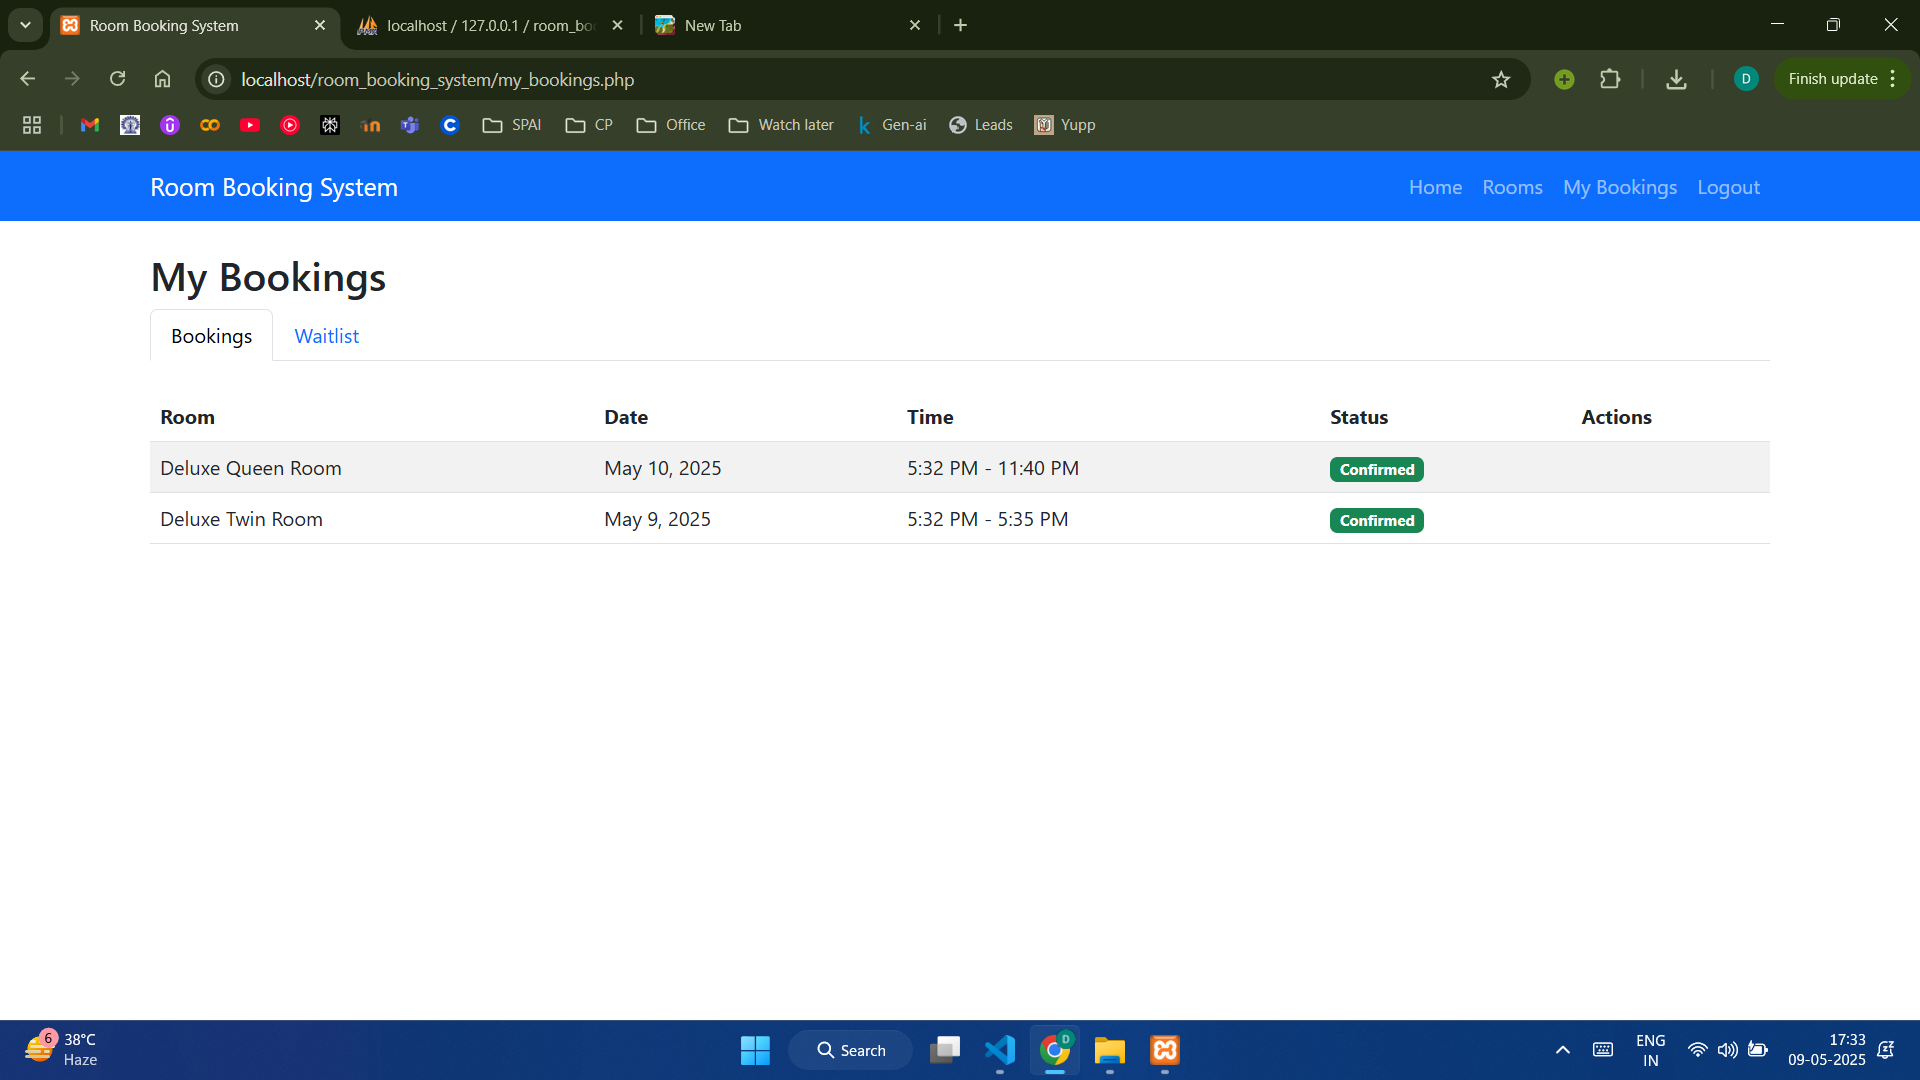 Room Booking System
localhost / 127.0.0.1 / room_boo
New Tab
localhost/room_booking_system/my_bookings.php
D
Finish update
SPAI
CP
Office
Watch later
Gen-ai
Leads
Yupp
Room Booking System
Home Rooms My Bookings Logout
My Bookings
Bookings Waitlist
Room Date Time Status Actions
Deluxe Queen Room May 10, 2025 5:32 PM - 11:40 PM Confirmed
Deluxe Twin Room May 9, 2025 5:32 PM - 5:35 PM Confirmed
6
38°C
Haze
Search
D
ENG
IN
17:33
09-05-2025